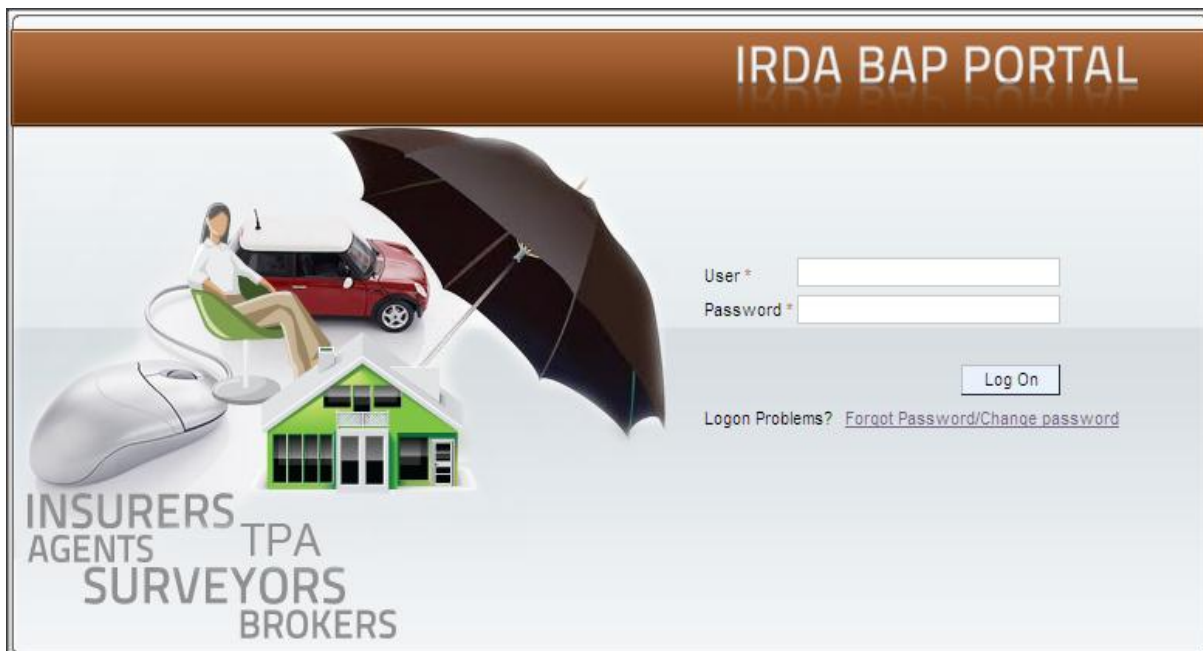 IRDA BAP PORTAL
User *
Password *
Log On
Logon Problems? Forgot Password/Change password
INSURERS
AGENTS TPA
SURVEYORS
BROKERS